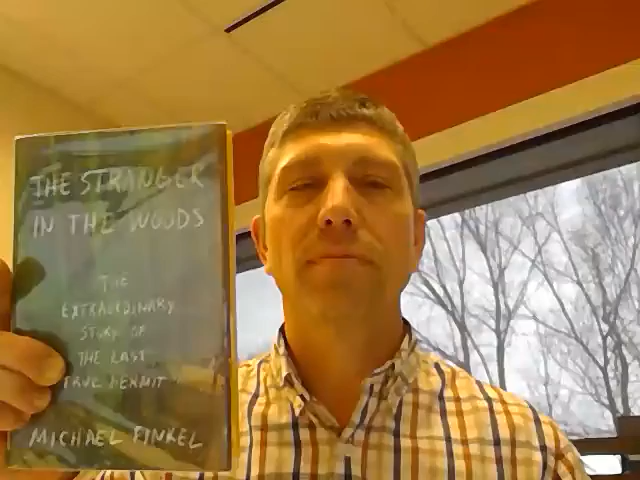 THE STRANGER
IN THE WOODS
THE
EXTRAORDINARY
STORY OF
THE LAST
TRUE HERMIT
MICHAEL FINKEL